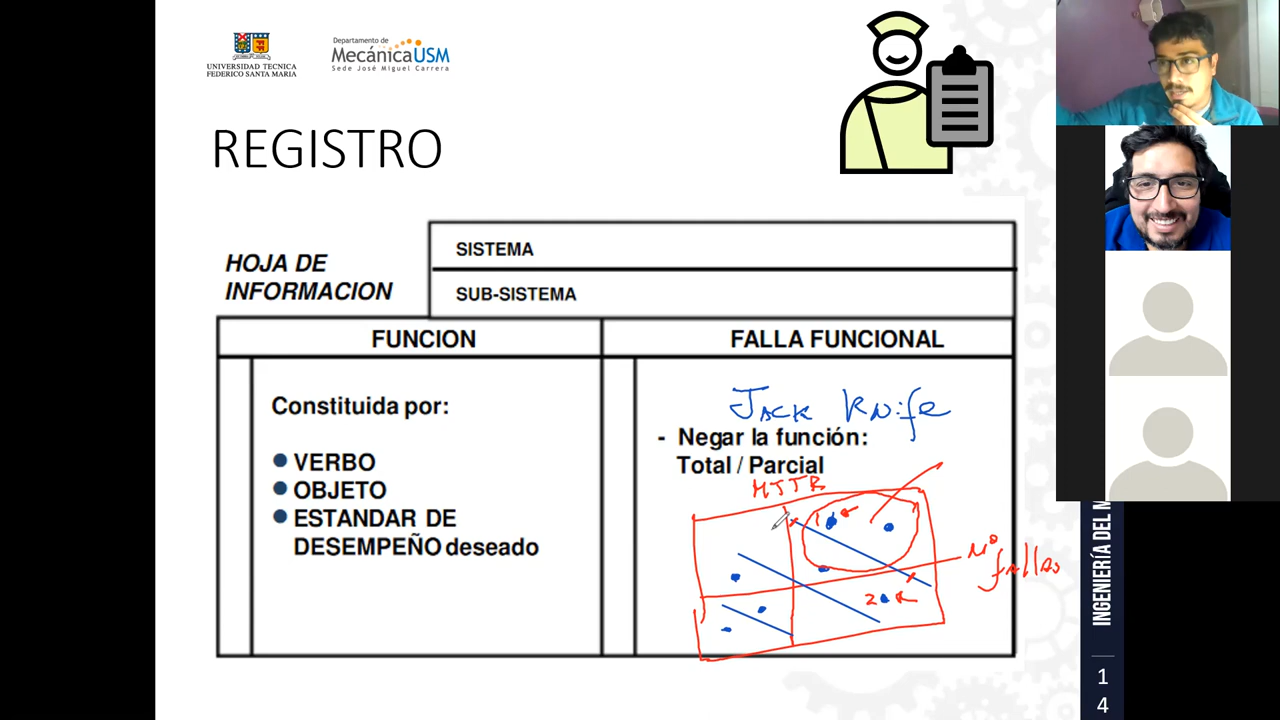 UNIVERSIDAD TECNICA
FEDERICO SANTA MARIA
Departamento de
MecánicaUSM
Sede José Miguel Carrera
REGISTRO
HOJA DE
INFORMACION
SISTEMA
SUB-SISTEMA
FUNCION
FALLA FUNCIONAL
Constituida por:
VERBO
OBJETO
ESTANDAR DE
DESEMPEÑO deseado
Jack Knife
- Negar la función:
Total / Parcial
MTTR
1
N° fallas
2
INGENIERÍA DEL M
1
4